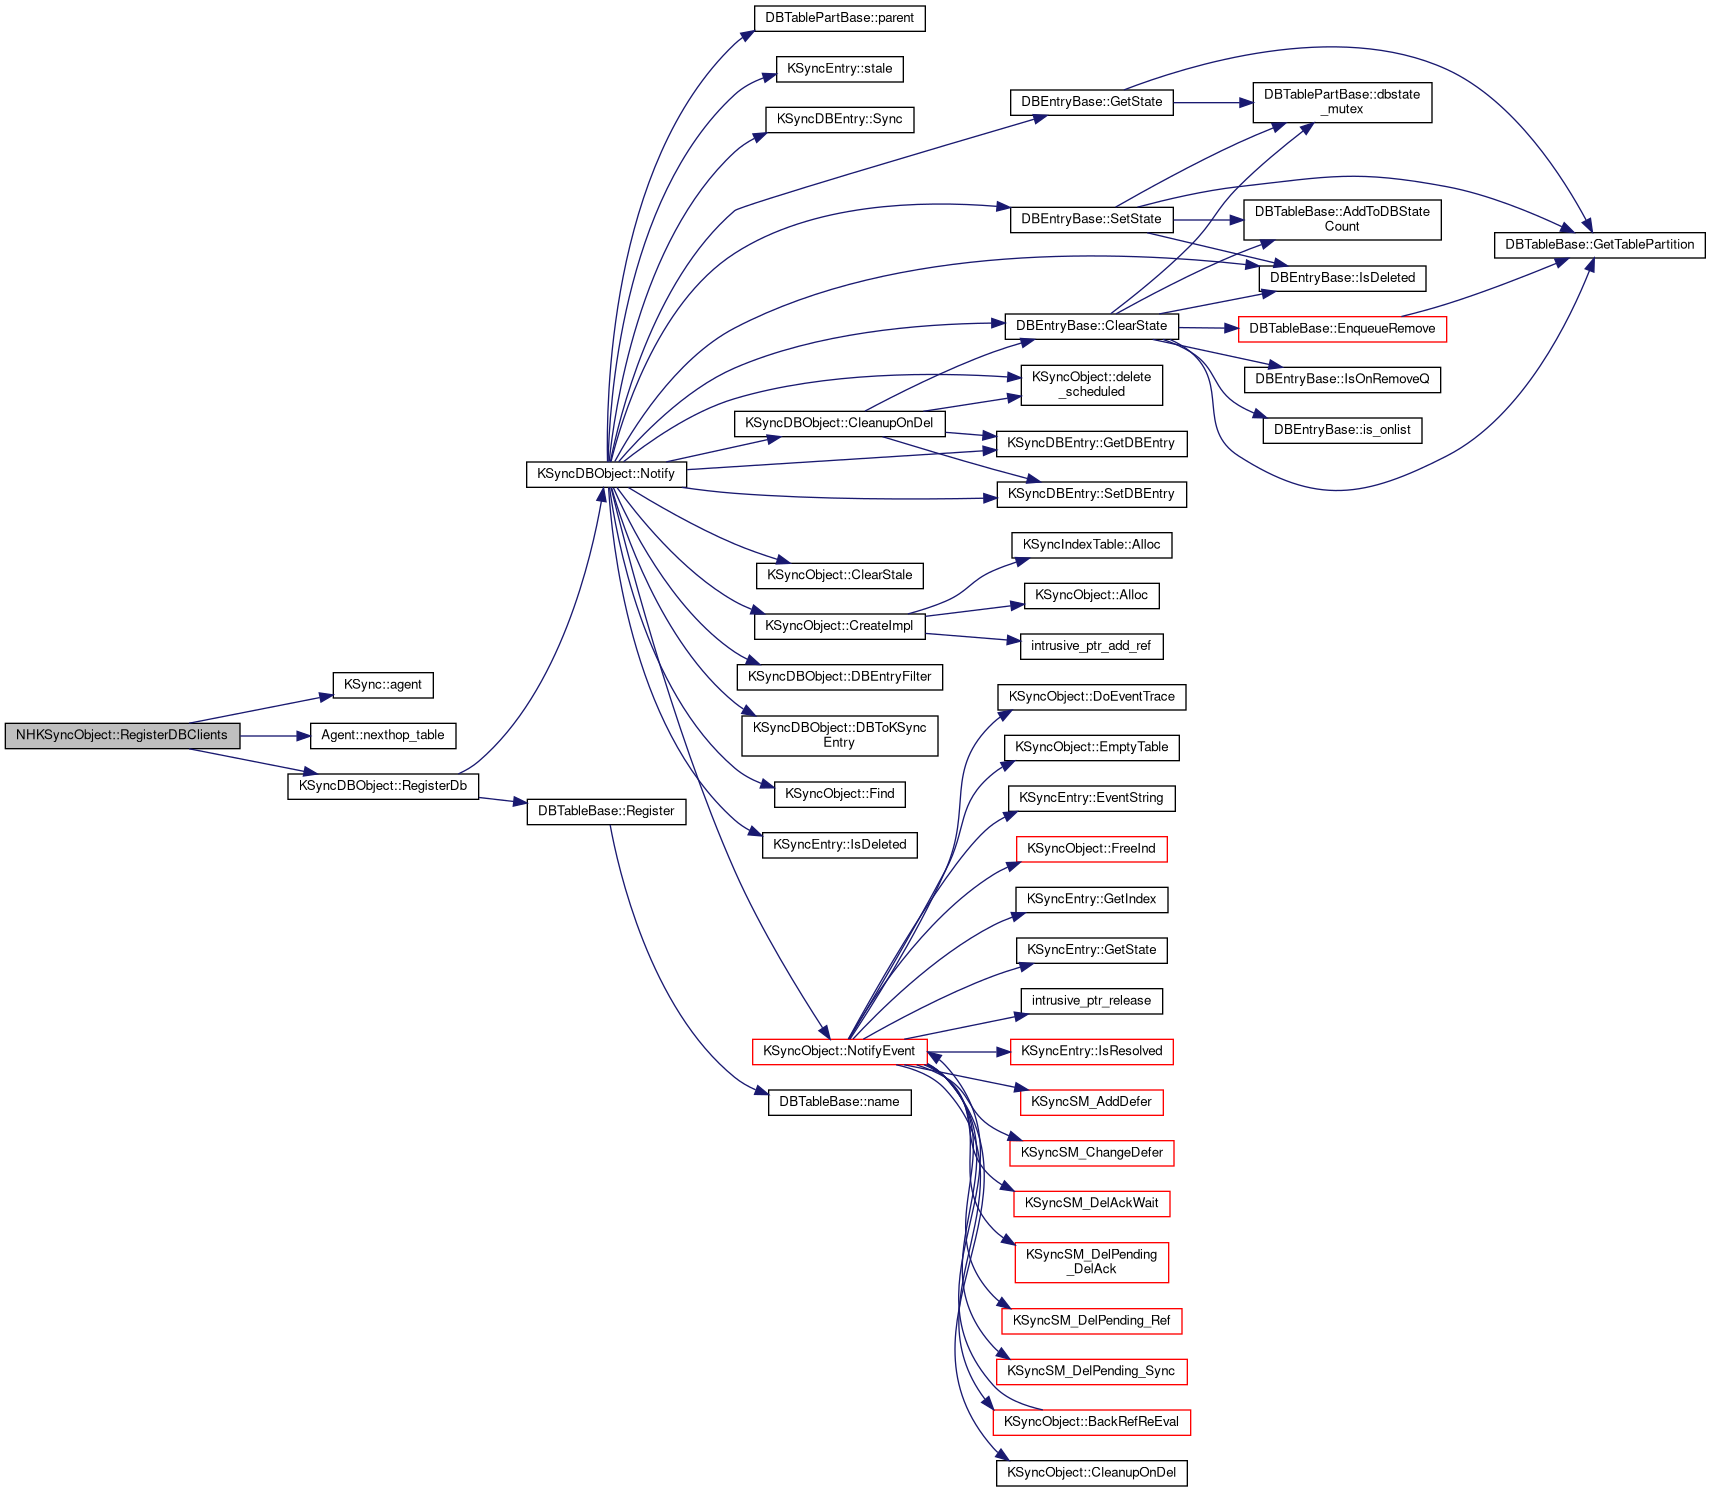 DBTablePartBase::parent
KSyncEntry::stale
KSyncDBEntry::Sync
DBEntryBase::GetState
DBTablePartBase::dbstate
_mutex
DBEntryBase::SetState
DBTableBase::AddToDBState
Count
DBTableBase::GetTablePartition
DBEntryBase::IsDeleted
DBEntryBase::ClearState
DBTableBase::EnqueueRemove
DBEntryBase::IsOnRemoveQ
KSyncObject::delete
_scheduled
KSyncDBObject::CleanupOnDel
DBEntryBase::is_onlist
KSyncDBEntry::GetDBEntry
KSyncDBObject::Notify
KSyncDBEntry::SetDBEntry
KSyncIndexTable::Alloc
KSyncObject::ClearStale
KSyncObject::Alloc
KSyncObject::CreateImpl
intrusive_ptr_add_ref
KSyncDBObject::DBEntryFilter
KSync::agent
KSyncObject::DoEventTrace
NHKSyncObject::RegisterDBClients
Agent::nexthop_table
KSyncDBObject::DBToKSync
Entry
KSyncObject::EmptyTable
KSyncDBObject::RegisterDb
KSyncObject::Find
KSyncEntry::EventString
DBTableBase::Register
KSyncEntry::IsDeleted
KSyncObject::FreeInd
KSyncEntry::GetIndex
KSyncEntry::GetState
intrusive_ptr_release
KSyncObject::NotifyEvent
KSyncEntry::IsResolved
DBTableBase::name
KSyncSM_AddDefer
KSyncSM_ChangeDefer
KSyncSM_DelAckWait
KSyncSM_DelPending
_DelAck
KSyncSM_DelPending_Ref
KSyncSM_DelPending_Sync
KSyncObject::BackRefReEval
KSyncObject::CleanupOnDel